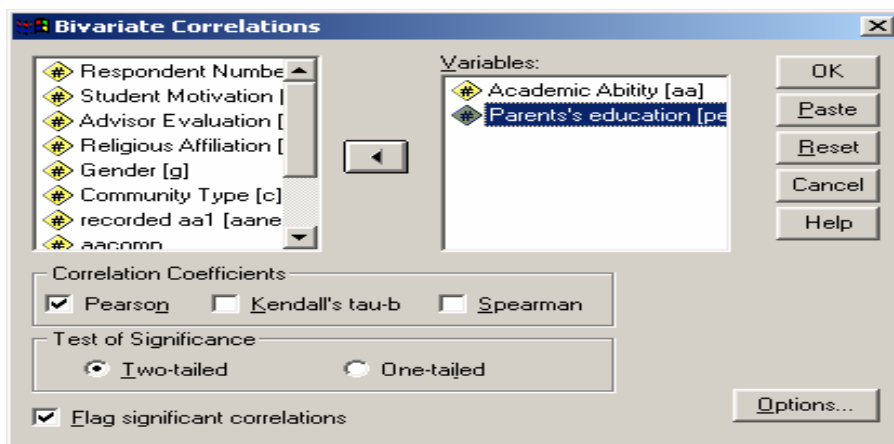 Bivariate Correlations
Respondent Numbe
Student Motivation [
Advisor Evaluation [
Religious Affiliation [
Gender [g]
Community Type [c]
recorded aa1 [aane
aacomp
Variables:
Academic Abitity [aa]
Parents's education [pe
OK
Paste
Reset
Cancel
Help
Correlation Coefficients
Pearson Kendall's tau-b Spearman
Test of Significance
Two-tailed One-tailed
Flag significant correlations
Options...